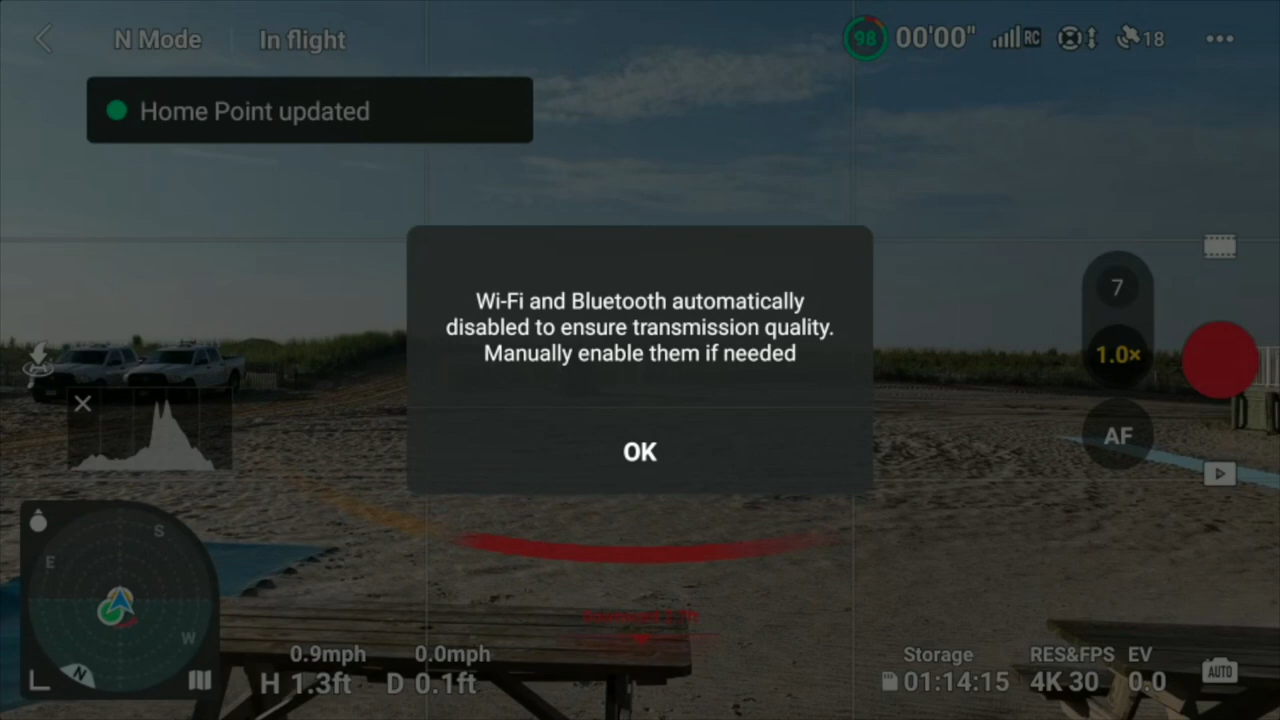 N Mode
In flight
98
00'00"
RC
18
Home Point updated
Wi-Fi and Bluetooth automatically
disabled to ensure transmission quality.
Manually enable them if needed
OK
7
1.0×
AF
S
E
W
N
0.9mph
0.0mph
H 1.3ft
D 0.1ft
Storage
01:14:15
RES&FPS
4K 30
EV
0.0
AUTO